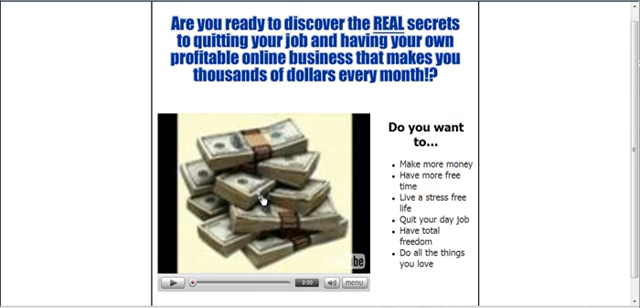 Are you ready to discover the REAL secrets
to quitting your job and having your own
profitable online business that makes you
thousands of dollars every month!?
Do you want
to...
Make more money
Have more free
time
Live a stress free
life
Quit your day job
Have total
freedom
Do all the things
you love
0:00
menu